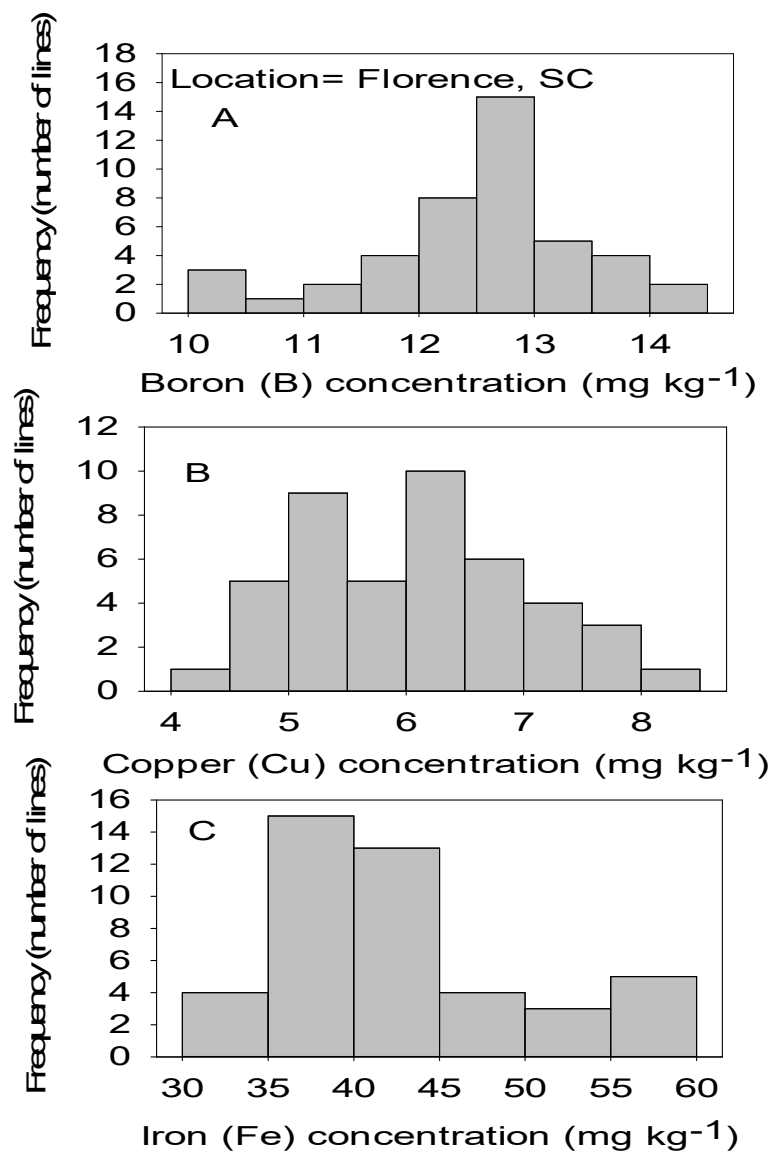 Frequency (number of lines)
18
16
14
12
10
8
6
4
2
0
Location= Florence, SC
A
10 11 12 13 14
Boron (B) concentration (mg kg-1)
Frequency (number of lines)
12
10
8
6
4
2
0
B
4 5 6 7 8
Copper (Cu) concentration (mg kg-1)
Frequency (number of lines)
16
14
12
10
8
6
4
2
0
C
30 35 40 45 50 55 60
Iron (Fe) concentration (mg kg-1)